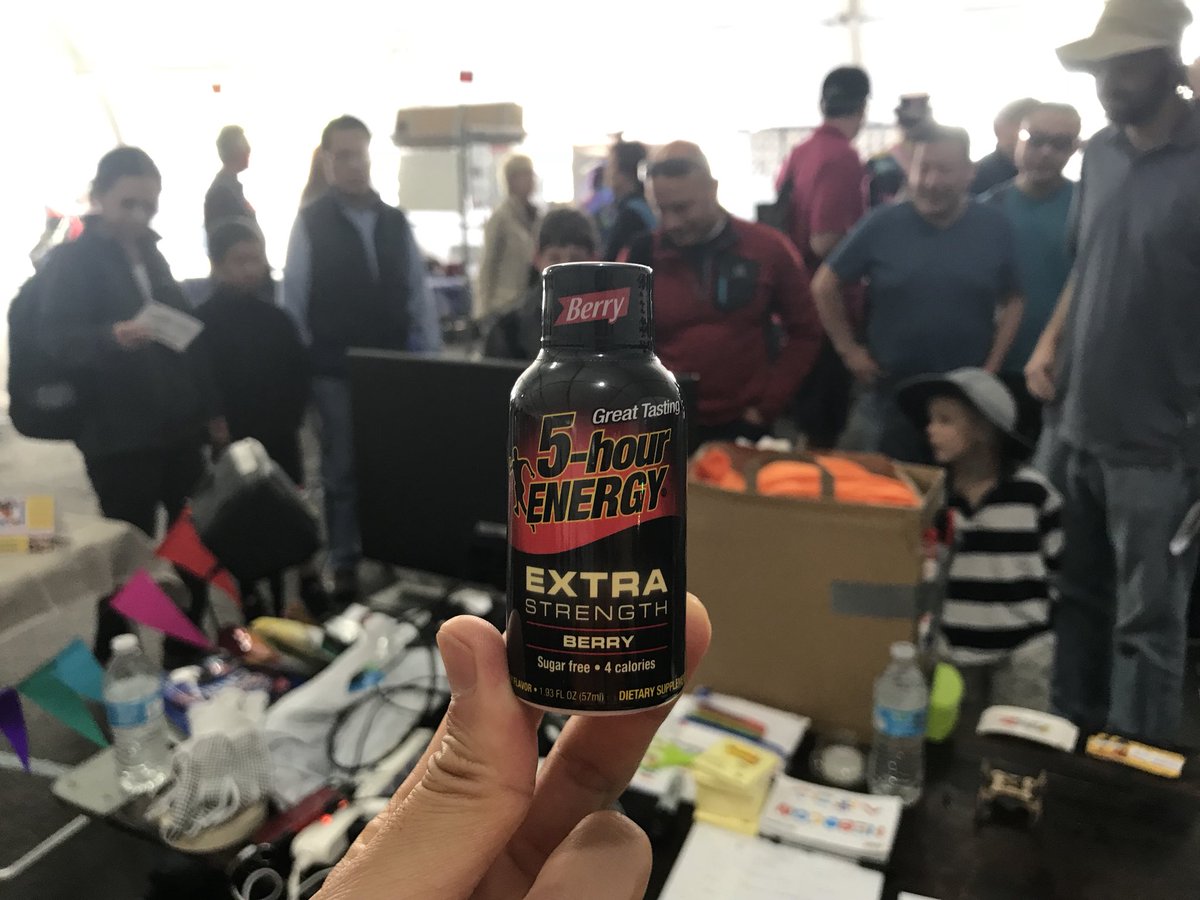 Berry
Great Tasting
5-hour
ENERGY
EXTRA
STRENGTH
BERRY
Sugar free • 4 calories
FLAVOR • 1.93 FL OZ (57ml) DIETARY